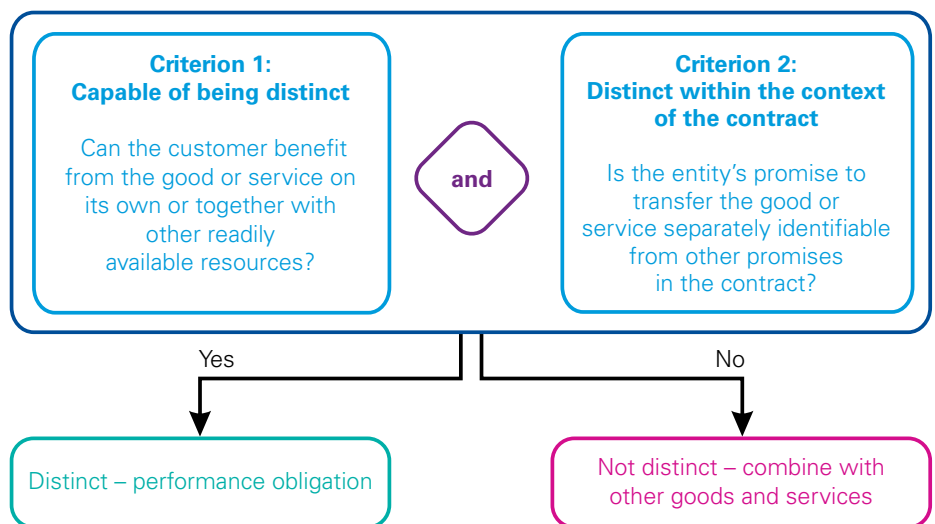 Criterion 1:
Capable of being distinct
Can the customer benefit
from the good or service on
its own or together with
other readily
available resources?
and
Criterion 2:
Distinct within the context
of the contract
Is the entity’s promise to
transfer the good or
service separately identifiable
from other promises
in the contract?
Yes
No
Distinct – performance obligation
Not distinct – combine with
other goods and services